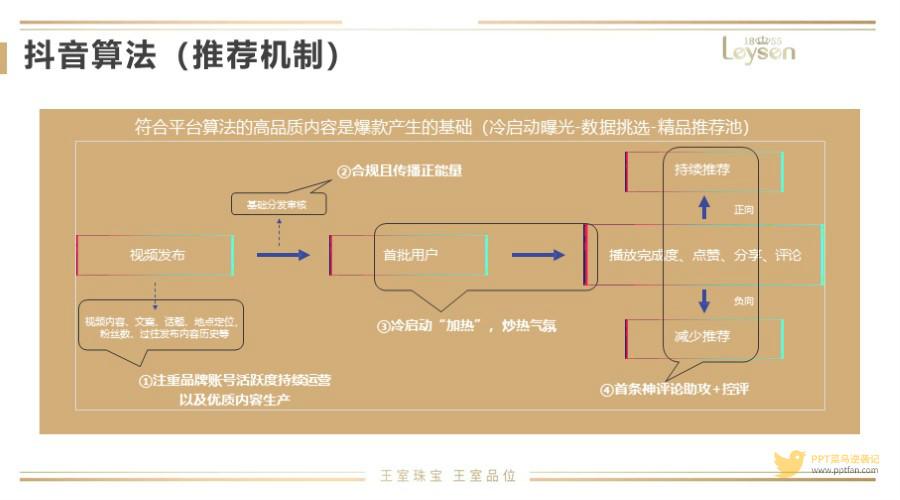 抖音算法（推荐机制）
18 55
Leysen
符合平台算法的高品质内容是爆款产生的基础（冷启动曝光-数据挑选-精品推荐池）
②合规且传播正能量
持续推荐
基础分发审核
正向
视频发布
首批用户
播放完成度、点赞、分享、评论
负向
视频内容、文案、话题、地点定位、
粉丝数、过往发布内容历史等
③冷启动“加热”，炒热气氛
减少推荐
①注重品牌账号活跃度持续运营
以及优质内容生产
④首条神评论助攻+控评
PPT菜鸟逆袭记
www.pptfan.com
王室珠宝 王室品位